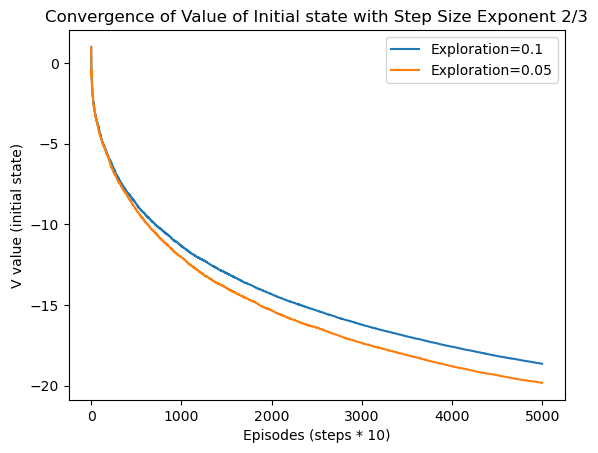 Convergence of Value of Initial state with Step Size Exponent 2/3
Exploration=0.1
Exploration=0.05
V value (initial state)
0
−5
−10
−15
−20
0 1000 2000 3000 4000 5000
Episodes (steps * 10)